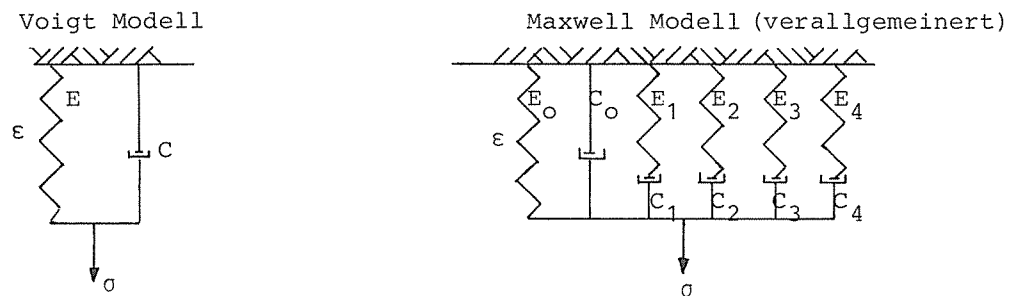 Voigt Modell
Maxwell Modell (verallgemeinert)
E
ε
C
σ
E₀ C₀ E₁ E₂ E₃ E₄
ε
C₁ C₂ C₃ C₄
σ